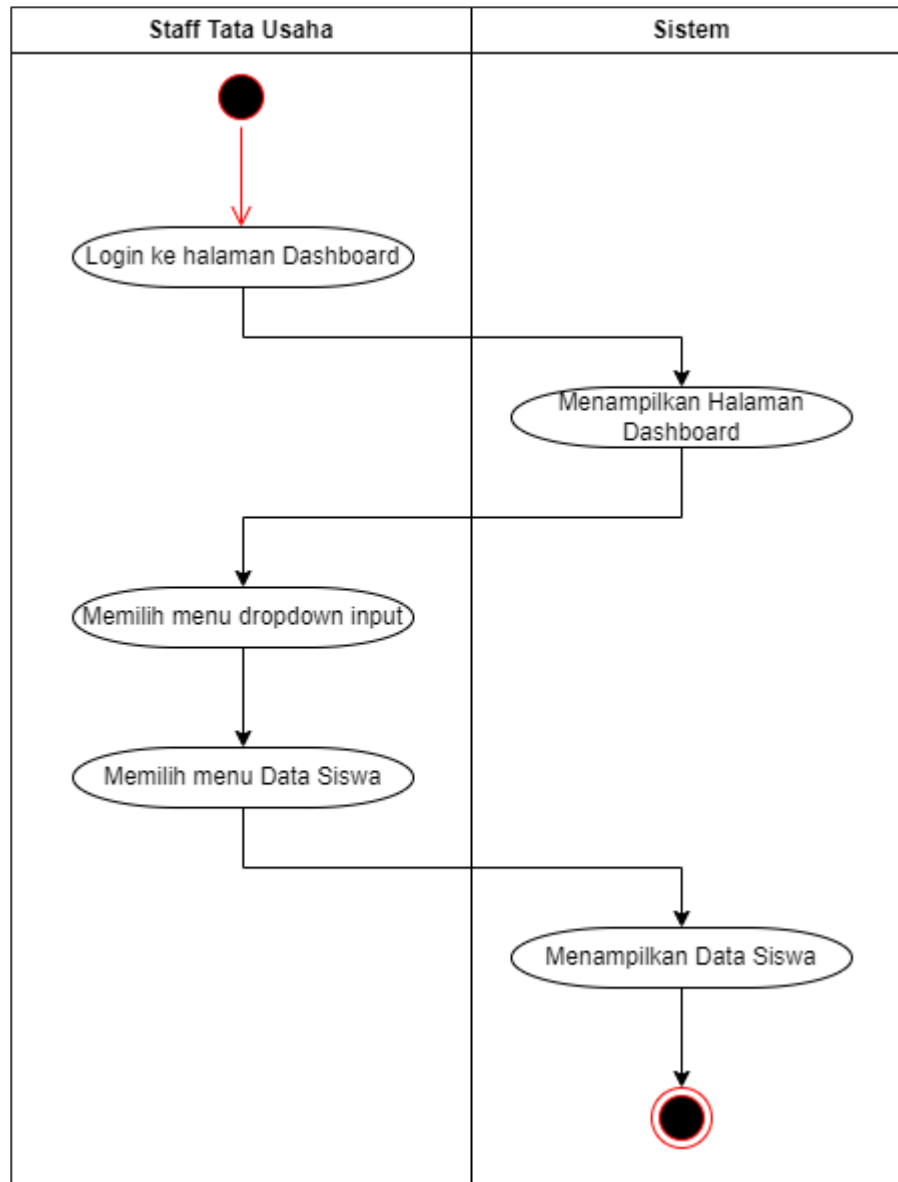 Staff Tata Usaha
Sistem
Login ke halaman Dashboard
Menampilkan Halaman
Dashboard
Memilih menu dropdown input
Memilih menu Data Siswa
Menampilkan Data Siswa